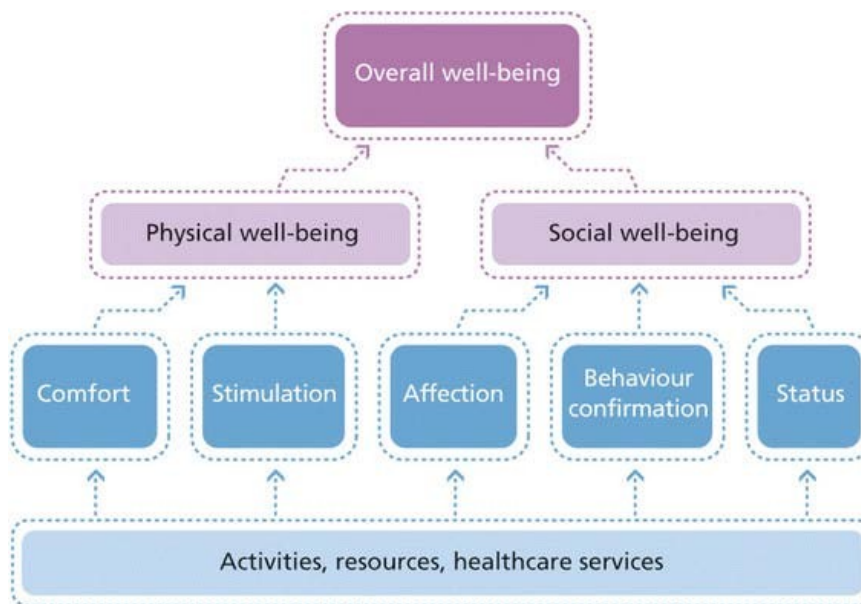 Overall well-being
Physical well-being
Social well-being
Comfort
Stimulation
Affection
Behaviour
confirmation
Status
Activities, resources, healthcare services